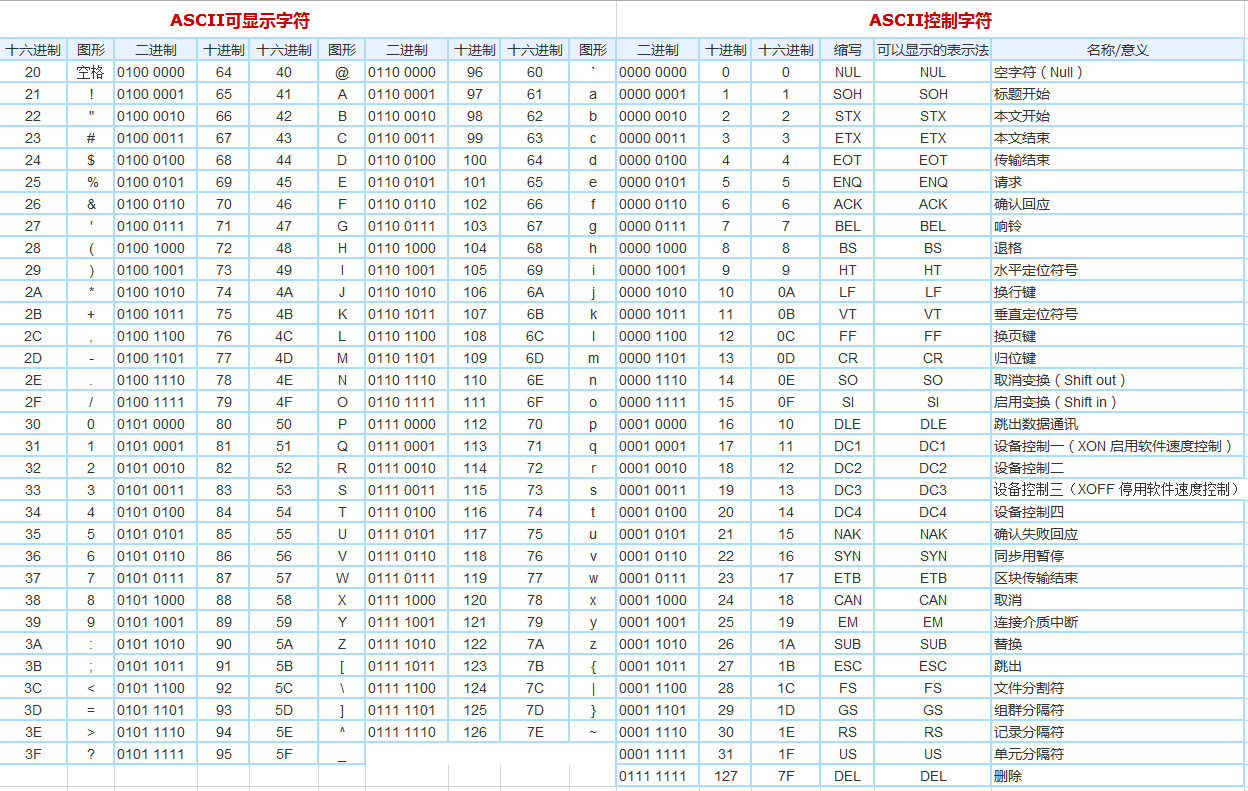 ASCII可显示字符 ASCII控制字符
十六进制 图形 二进制 十进制 十六进制 图形 二进制 十进制 十六进制 图形 二进制 十进制 十六进制 缩写 可以显示的表示法 名称/意义
20 空格 0100 0000 64 40 @ 0110 0000 96 60 ` 0000 0000 0 0 NUL NUL 空字符（Null）
21 ! 0100 0001 65 41 A 0110 0001 97 61 a 0000 0001 1 1 SOH SOH 标题开始
22 " 0100 0010 66 42 B 0110 0010 98 62 b 0000 0010 2 2 STX STX 本文开始
23 # 0100 0011 67 43 C 0110 0011 99 63 c 0000 0011 3 3 ETX ETX 本文结束
24 $ 0100 0100 68 44 D 0110 0100 100 64 d 0000 0100 4 4 EOT EOT 传输结束
25 % 0100 0101 69 45 E 0110 0101 101 65 e 0000 0101 5 5 ENQ ENQ 请求
26 & 0100 0110 70 46 F 0110 0110 102 66 f 0000 0110 6 6 ACK ACK 确认回应
27 ' 0100 0111 71 47 G 0110 0111 103 67 g 0000 0111 7 7 BEL BEL 响铃
28 ( 0100 1000 72 48 H 0110 1000 104 68 h 0000 1000 8 8 BS BS 退格
29 ) 0100 1001 73 49 I 0110 1001 105 69 i 0000 1001 9 9 HT HT 水平定位符号
2A * 0100 1010 74 4A J 0110 1010 106 6A j 0000 1010 10 0A LF LF 换行键
2B + 0100 1011 75 4B K 0110 1011 107 6B k 0000 1011 11 0B VT VT 垂直定位符号
2C , 0100 1100 76 4C L 0110 1100 108 6C l 0000 1100 12 0C FF FF 换页键
2D - 0100 1101 77 4D M 0110 1101 109 6D m 0000 1101 13 0D CR CR 归位键
2E . 0100 1110 78 4E N 0110 1110 110 6E n 0000 1110 14 0E SO SO 取消变换（Shift out）
2F / 0100 1111 79 4F O 0110 1111 111 6F o 0000 1111 15 0F SI SI 启用变换（Shift in）
30 0 0101 0000 80 50 P 0111 0000 112 70 p 0001 0000 16 10 DLE DLE 跳出数据通讯
31 1 0101 0001 81 51 Q 0111 0001 113 71 q 0001 0001 17 11 DC1 DC1 设备控制一（XON 启用软件速度控制）
32 2 0101 0010 82 52 R 0111 0010 114 72 r 0001 0010 18 12 DC2 DC2 设备控制二
33 3 0101 0011 83 53 S 0111 0011 115 73 s 0001 0011 19 13 DC3 DC3 设备控制三（XOFF 停用软件速度控制）
34 4 0101 0100 84 54 T 0111 0100 116 74 t 0001 0100 20 14 DC4 DC4 设备控制四
35 5 0101 0101 85 55 U 0111 0101 117 75 u 0001 0101 21 15 NAK NAK 确认失败回应
36 6 0101 0110 86 56 V 0111 0110 118 76 v 0001 0110 22 16 SYN SYN 同步用暂停
37 7 0101 0111 87 57 W 0111 0111 119 77 w 0001 0111 23 17 ETB ETB 区块传输结束
38 8 0101 1000 88 58 X 0111 1000 120 78 x 0001 1000 24 18 CAN CAN 取消
39 9 0101 1001 89 59 Y 0111 1001 121 79 y 0001 1001 25 19 EM EM 连接介质中断
3A : 0101 1010 90 5A Z 0111 1010 122 7A z 0001 1010 26 1A SUB SUB 替换
3B ; 0101 1011 91 5B [ 0111 1011 123 7B { 0001 1011 27 1B ESC ESC 跳出
3C < 0101 1100 92 5C \ 0111 1100 124 7C | 0001 1100 28 1C FS FS 文件分割符
3D = 0101 1101 93 5D ] 0111 1101 125 7D } 0001 1101 29 1D GS GS 组群分隔符
3E > 0101 1110 94 5E ^ 0111 1110 126 7E ~ 0001 1110 30 1E RS RS 记录分隔符
3F ? 0101 1111 95 5F _ 0001 1111 31 1F US US 单元分隔符
0111 1111 127 7F DEL DEL 删除